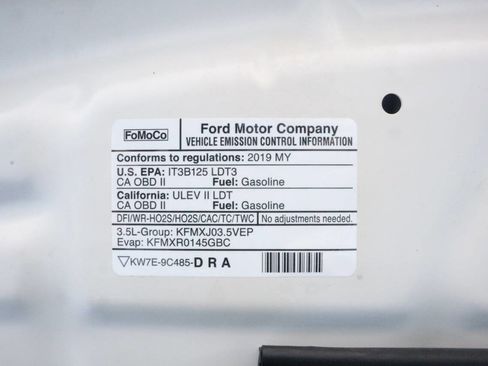 FoMoCo
Ford Motor Company
VEHICLE EMISSION CONTROL INFORMATION
Conforms to regulations: 2019 MY
U.S. EPA: IT3B125 LDT3
CA OBD II Fuel: Gasoline
California: ULEV II LDT
CA OBD II Fuel: Gasoline
DFI/WR-HO2S/HO2S/CAC/TC/TWC No adjustments needed.
3.5L-Group: KFMXJ03.5VEP
Evap: KFMXR0145GBC
KW7E-9C485-DRA